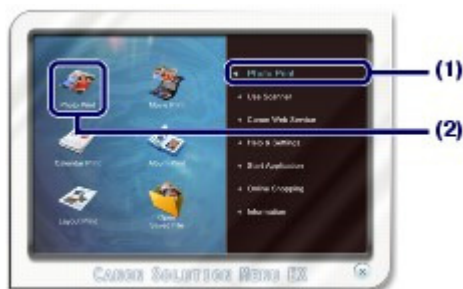 Photo Print
(1)
Photo Print
Movie Print
Use Scanner
Canon Web Service
(2)
Calendar Print
Album Print
Help & Settings
Start Application
Layout Print
Open
Saved File
Online Shopping
Information
CANON SOLUTION MENU EX